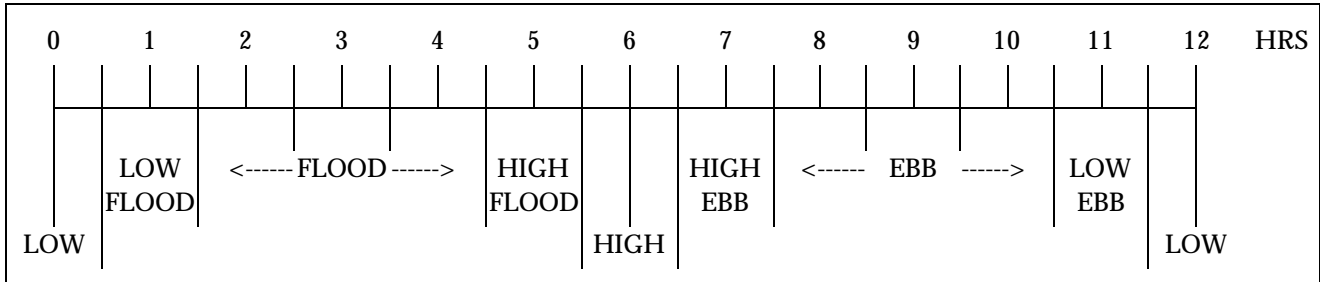 0 1 2 3 4 5 6 7 8 9 10 11 12 HRS
LOW <------ FLOOD ------> HIGH HIGH <------ EBB ------> LOW
FLOOD FLOOD EBB EBB
LOW HIGH LOW